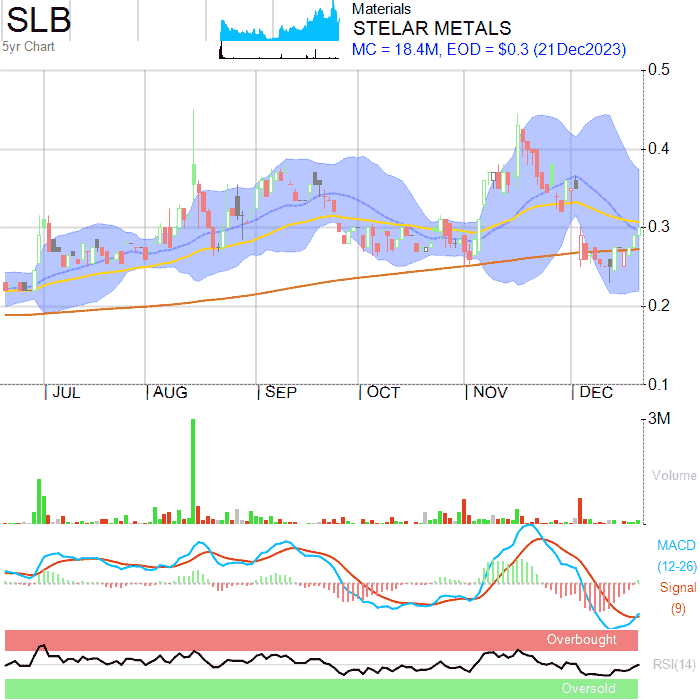 SLB
5yr Chart
Materials
STELAR METALS
MC = 18.4M, EOD = $0.3 (21Dec2023)
0.5
0.4
0.3
0.2
0.1
JUL AUG SEP OCT NOV DEC
3M
Volume
MACD
(12-26)
Signal
(9)
Overbought
RSI(14)
Oversold